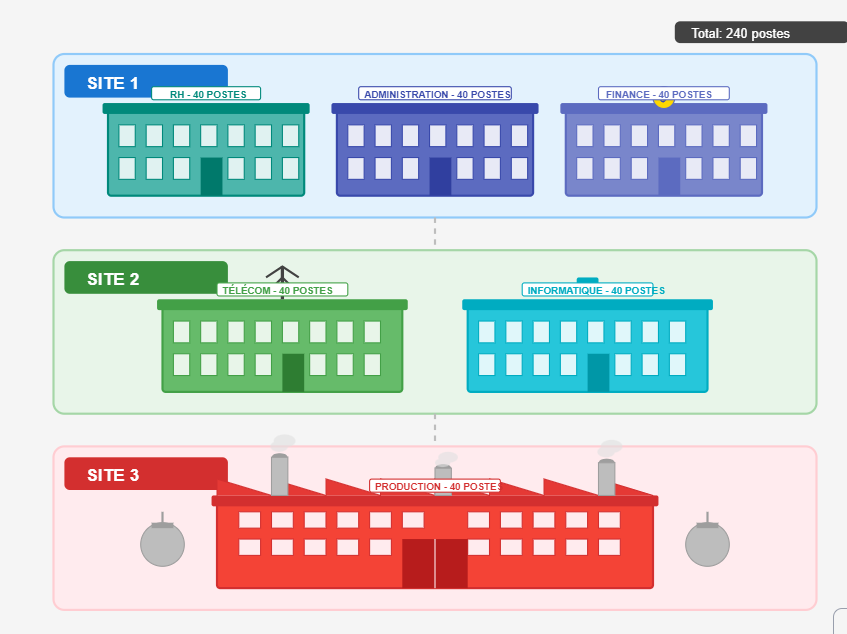 Total: 240 postes
SITE 1
RH - 40 POSTES
ADMINISTRATION - 40 POSTES
FINANCE - 40 POSTES
SITE 2
TÉLÉCOM - 40 POSTES
INFORMATIQUE - 40 POSTES
SITE 3
PRODUCTION - 40 POSTES